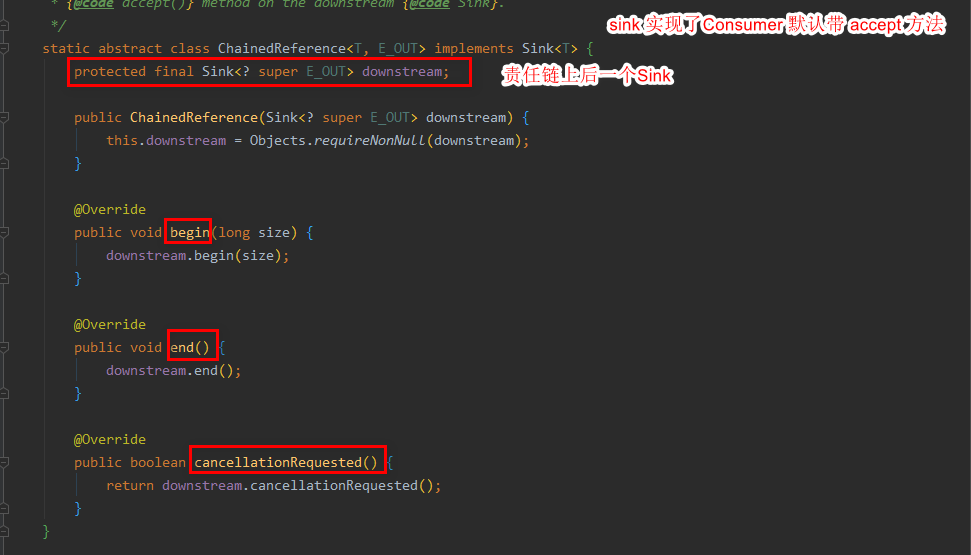 * {@code accept()} method on the downstream {@code Sink}.
*/
sink 实现了Consumer 默认带 accept 方法
static abstract class ChainedReference<T, E_OUT> implements Sink<T> {
protected final Sink<? super E_OUT> downstream;
责任链上后一个Sink
public ChainedReference(Sink<? super E_OUT> downstream) {
this.downstream = Objects.requireNonNull(downstream);
}
@Override
public void begin(long size) {
downstream.begin(size);
}
@Override
public void end() {
downstream.end();
}
@Override
public boolean cancellationRequested() {
return downstream.cancellationRequested();
}
}